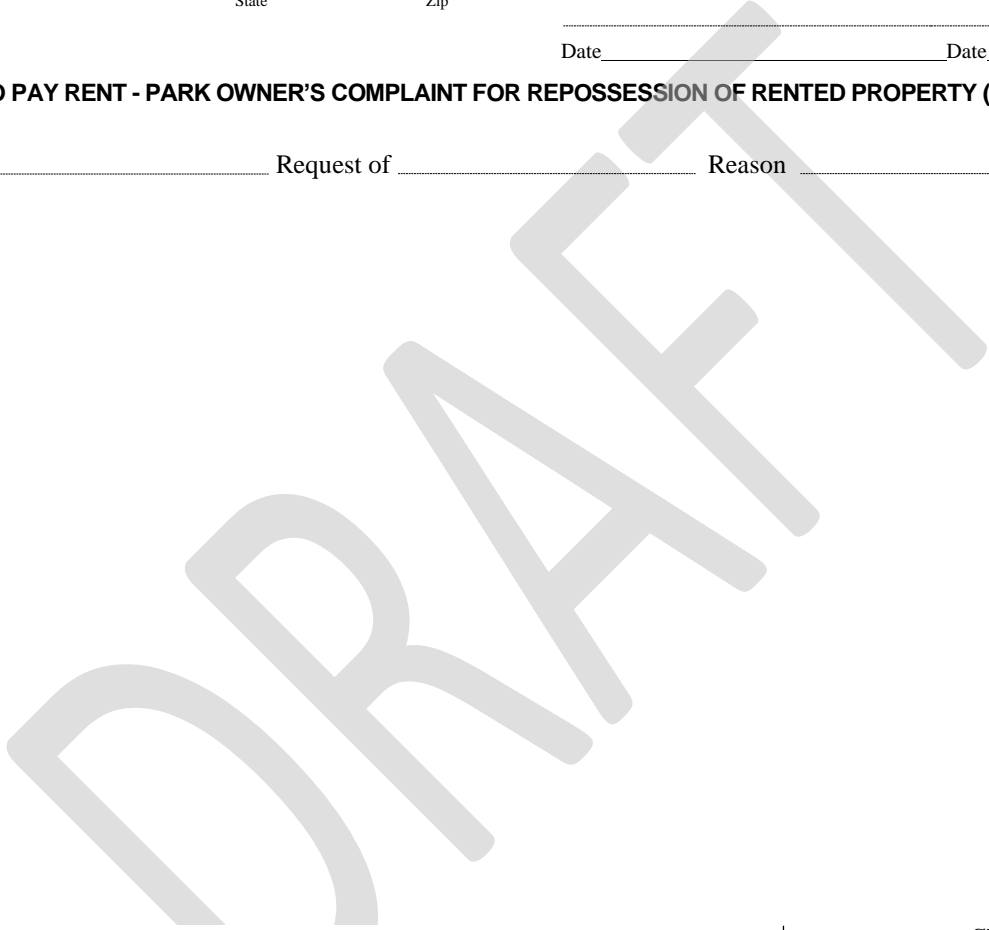 State Zip
Date Date
PAY RENT - PARK OWNER’S COMPLAINT FOR REPOSSESSION OF RENTED PROPERTY (
Request of Reason
DRAFT